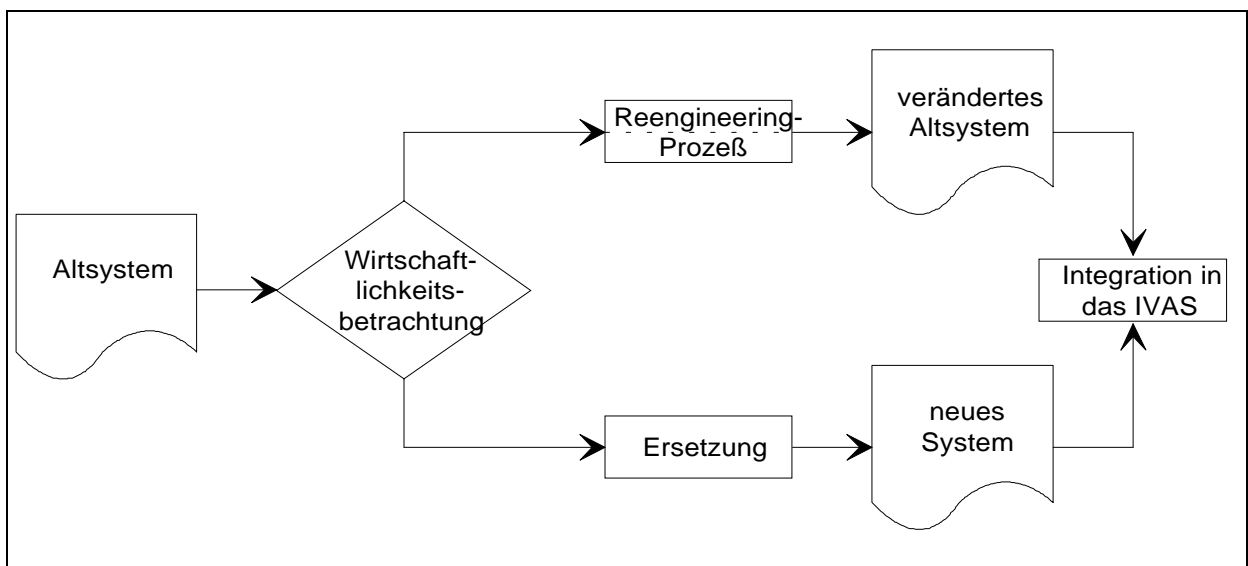 Altsystem
Wirtschaft-
lichkeits-
betrachtung
Reengineering-
Prozeß
verändertes
Altsystem
Ersetzung
neues
System
Integration in
das IVAS